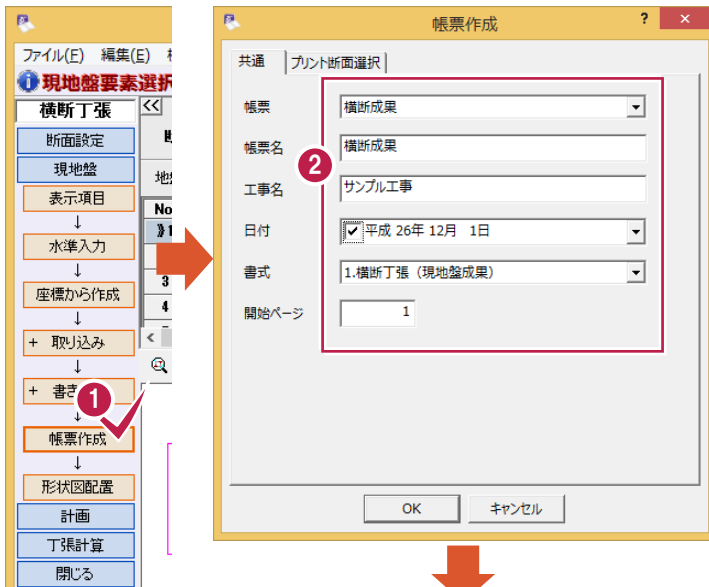 ファイル(F) 編集(E)
現地盤要素選択
横断丁張 <<
断面設定
現地盤
表示項目
↓
水準入力
↓
座標から作成
↓
+ 取り込み
↓
+ 書き
1
↓
帳票作成
↓
形状図配置
計画
丁張計算
閉じる
No
1
3
4
<
帳票作成 ? ×
共通 プリント断面選択
2
帳票 横断成果
帳票名 横断成果
工事名 サンプル工事
日付 平成 26年 12月 1日
書式 1.横断丁張（現地盤成果）
開始ページ 1
OK キャンセル